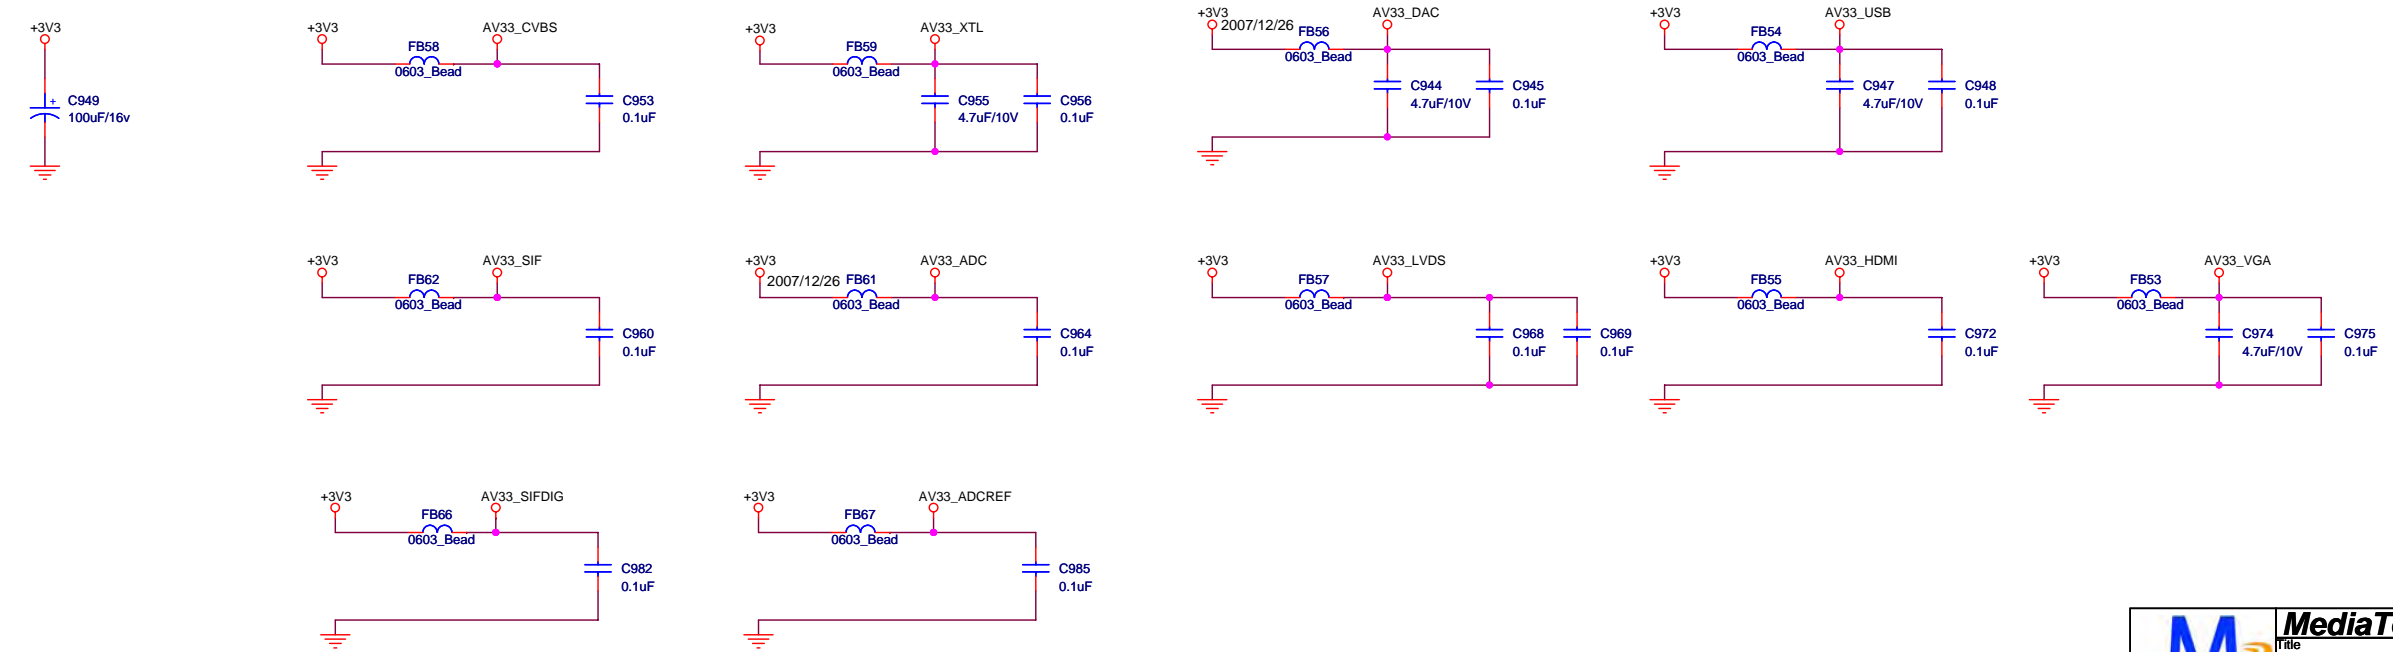 +3V3
C949
100uF/16v
+3V3
AV33_CVBS
FB58
0603_Bead
C953
0.1uF
+3V3
AV33_XTL
FB59
0603_Bead
C955
4.7uF/10V
C956
0.1uF
+3V3
2007/12/26
AV33_DAC
FB56
0603_Bead
C944
4.7uF/10V
C945
0.1uF
+3V3
AV33_USB
FB54
0603_Bead
C947
4.7uF/10V
C948
0.1uF
+3V3
AV33_SIF
FB62
0603_Bead
C960
0.1uF
+3V3
2007/12/26
AV33_ADC
FB61
0603_Bead
C964
0.1uF
+3V3
AV33_LVDS
FB57
0603_Bead
C968
0.1uF
C969
0.1uF
+3V3
AV33_HDMI
FB55
0603_Bead
C972
0.1uF
+3V3
AV33_VGA
FB53
0603_Bead
C974
4.7uF/10V
C975
0.1uF
+3V3
AV33_SIFDIG
FB66
0603_Bead
C982
0.1uF
+3V3
AV33_ADCREF
FB67
0603_Bead
C985
0.1uF
Title